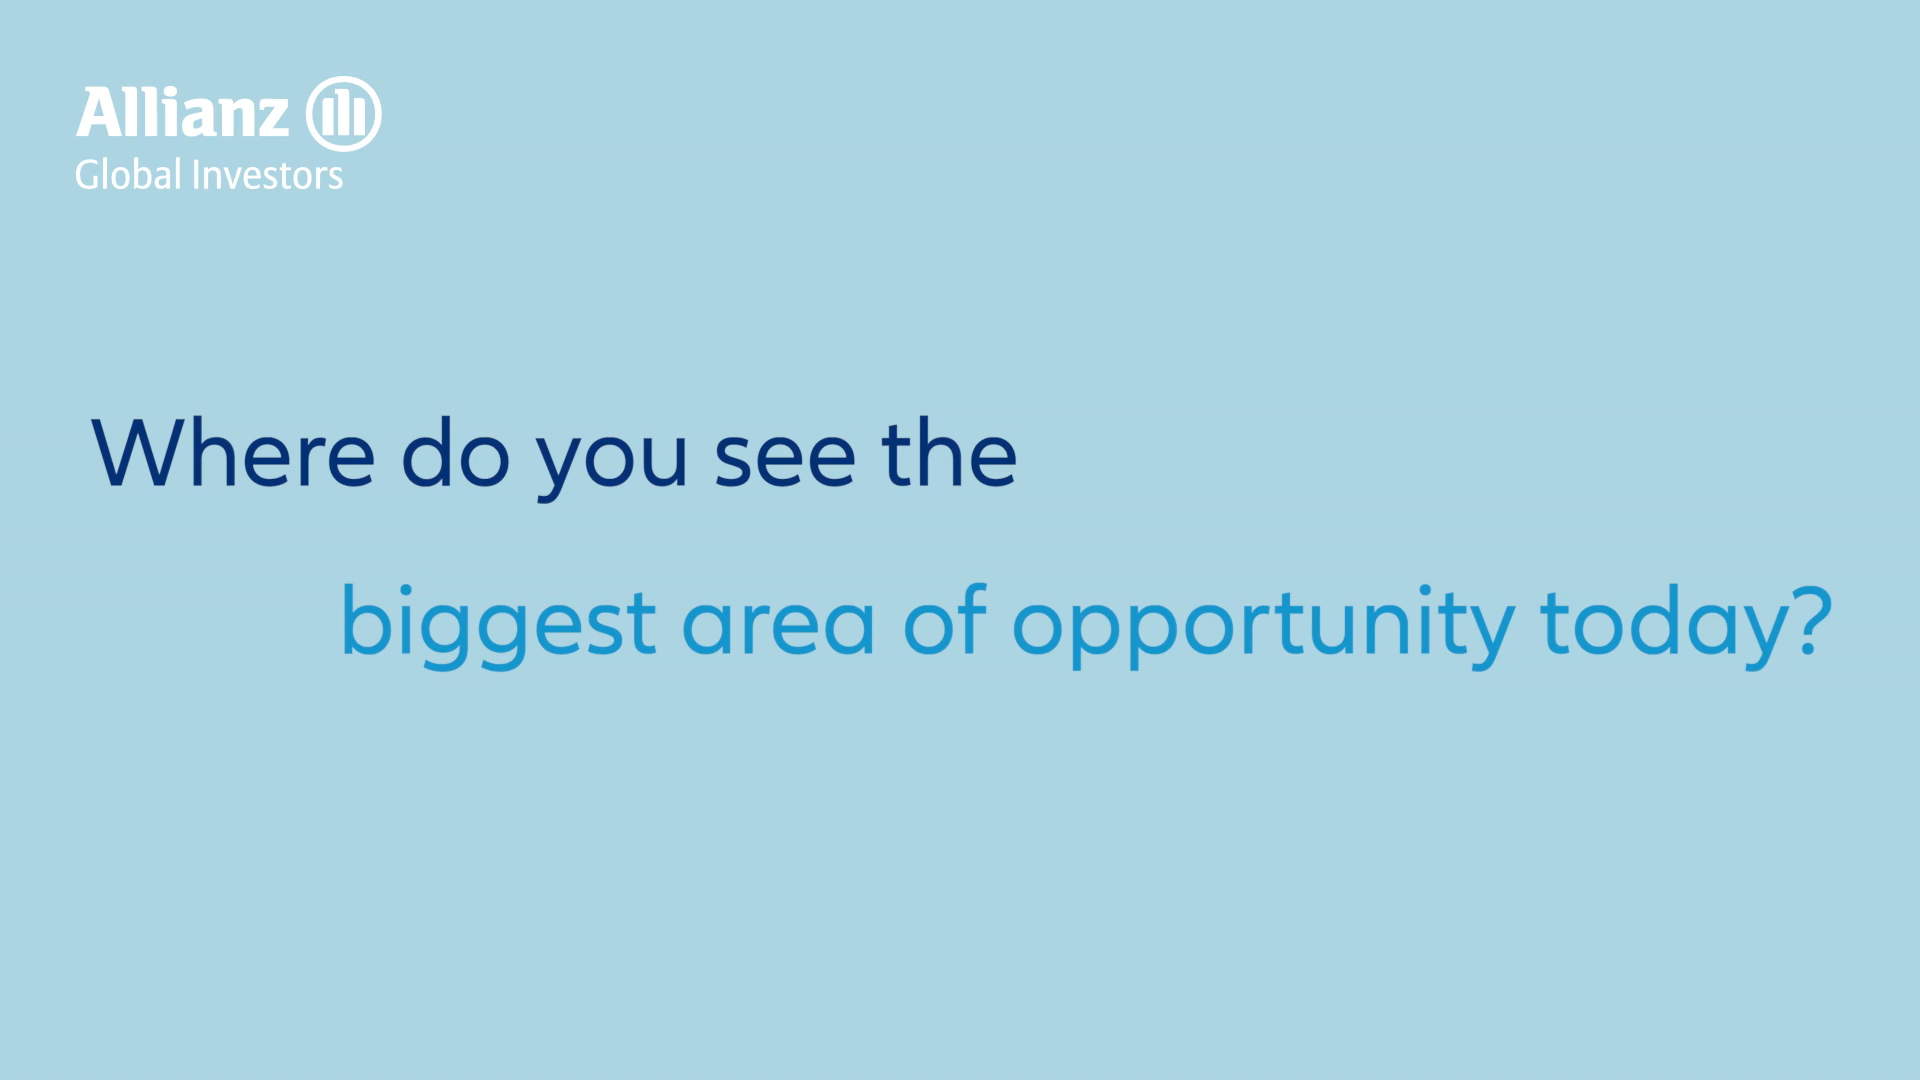 Allianz
Global Investors
Where do you see the
biggest area of opportunity today?